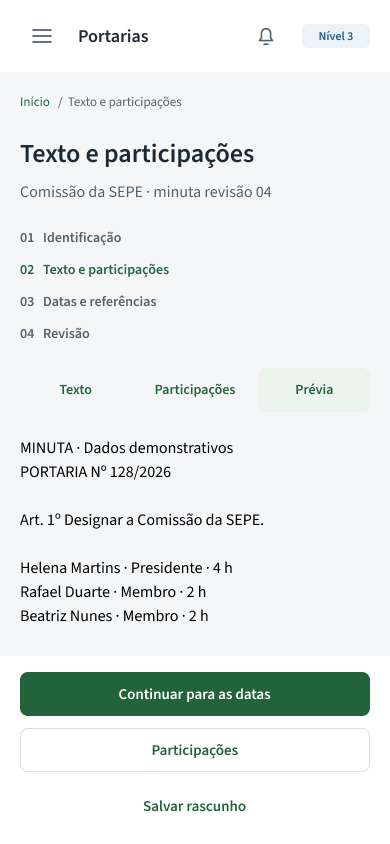 Portarias
Nível 3
Início / Texto e participações
Texto e participações
Comissão da SEPE · minuta revisão 04
01 Identificação
02 Texto e participações
03 Datas e referências
04 Revisão
Texto Participações Prévia
MINUTA · Dados demonstrativos
PORTARIA Nº 128/2026
Art. 1º Designar a Comissão da SEPE.
Helena Martins · Presidente · 4 h
Rafael Duarte · Membro · 2 h
Beatriz Nunes · Membro · 2 h
Continuar para as datas
Participações
Salvar rascunho